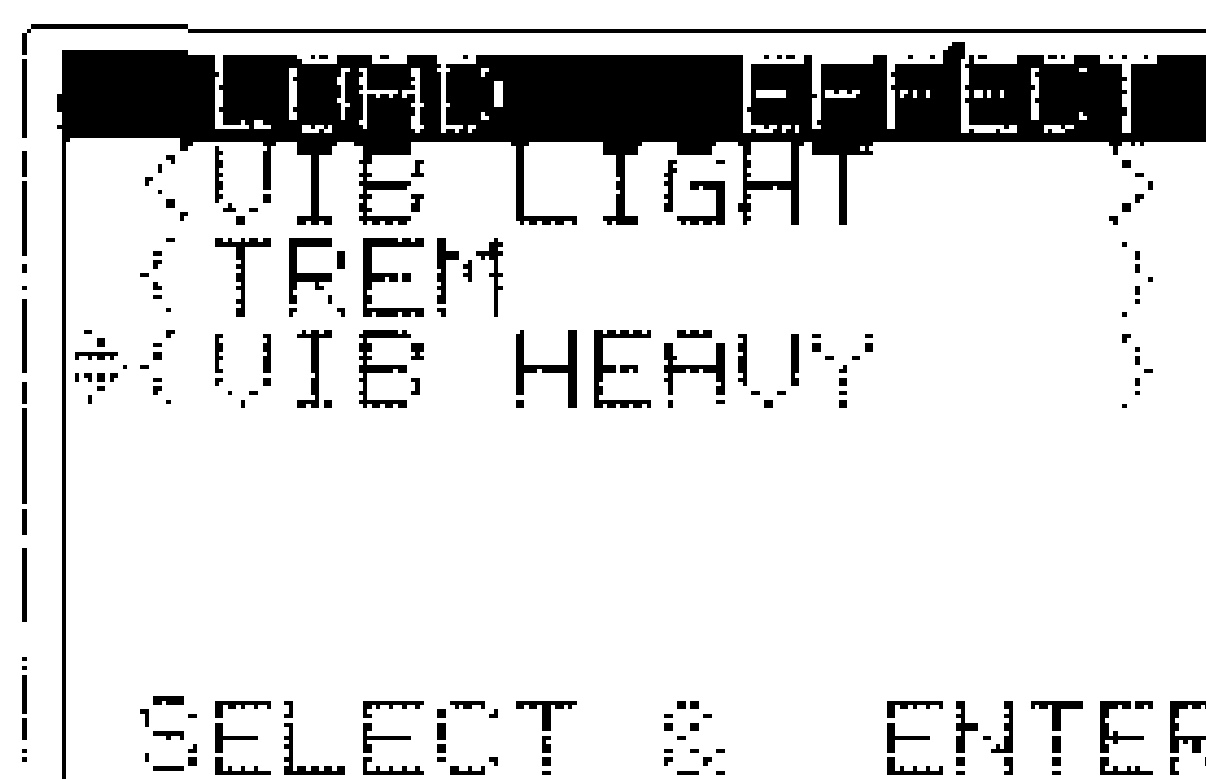 LOAD EFFECT
<VIB LIGHT >
<TREM >
<VIB HEAVY >
SELECT & ENTER